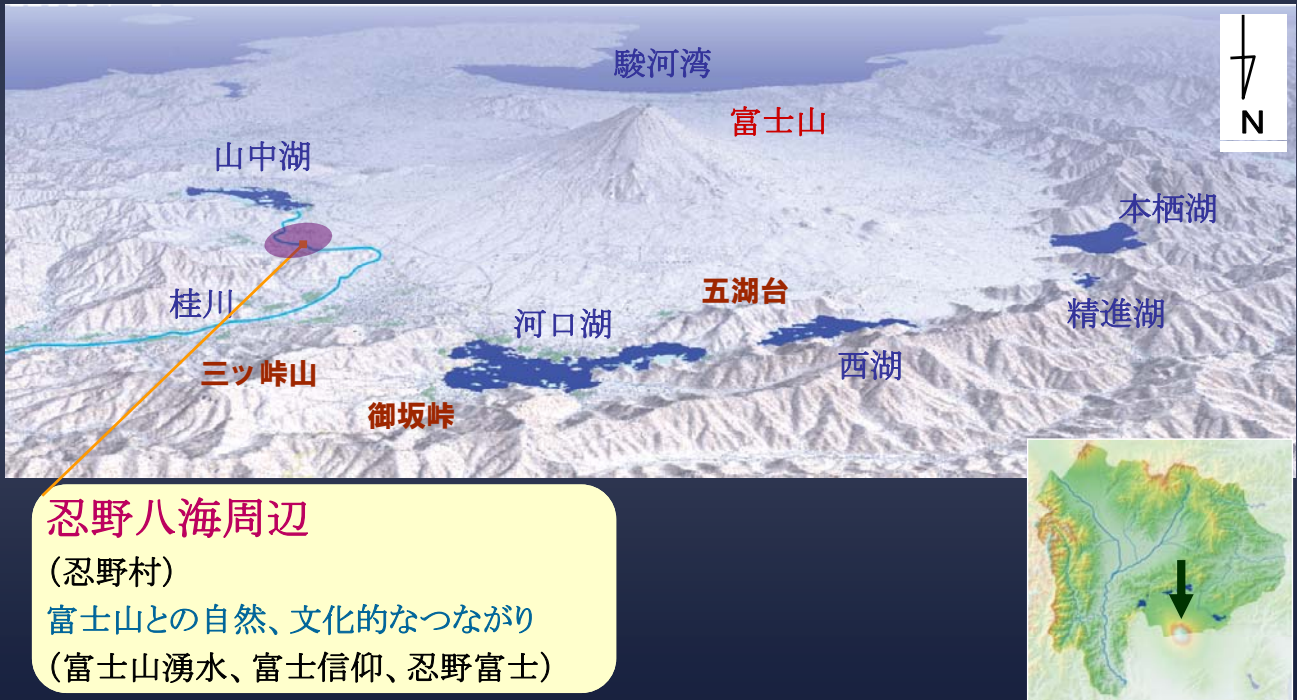 駿河湾
富士山
N
山中湖
本栖湖
桂川
五湖台
河口湖
精進湖
西湖
三ッ峠山
御坂峠
忍野八海周辺
(忍野村)
富士山との自然、文化的なつながり
(富士山湧水、富士信仰、忍野富士)